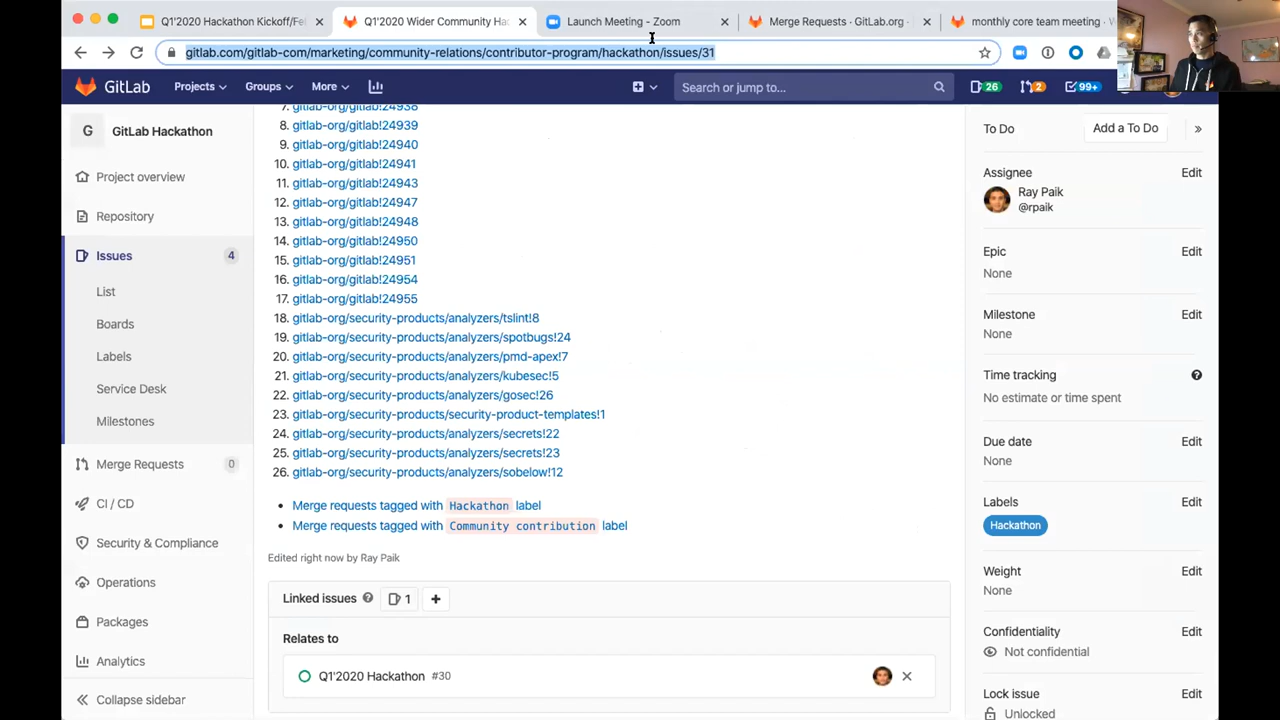 Q1'2020 Hackathon Kickoff/Fel
Q1'2020 Wider Community Hac
Launch Meeting - Zoom
Merge Requests · GitLab.org ·
monthly core team meeting ·
gitlab.com/gitlab-com/marketing/community-relations/contributor-program/hackathon/issues/31
GitLab
Projects
Groups
More
Search or jump to...
26
2
99+
G
GitLab Hackathon
Project overview
Repository
Issues 4
List
Boards
Labels
Service Desk
Milestones
Merge Requests 0
CI / CD
Security & Compliance
Operations
Packages
Analytics
Collapse sidebar
7. gitlab-org/gitlab!24938
8. gitlab-org/gitlab!24939
9. gitlab-org/gitlab!24940
10. gitlab-org/gitlab!24941
11. gitlab-org/gitlab!24943
12. gitlab-org/gitlab!24947
13. gitlab-org/gitlab!24948
14. gitlab-org/gitlab!24950
15. gitlab-org/gitlab!24951
16. gitlab-org/gitlab!24954
17. gitlab-org/gitlab!24955
18. gitlab-org/security-products/analyzers/tslint!8
19. gitlab-org/security-products/analyzers/spotbugs!24
20. gitlab-org/security-products/analyzers/pmd-apex!7
21. gitlab-org/security-products/analyzers/kubesec!5
22. gitlab-org/security-products/analyzers/gosec!26
23. gitlab-org/security-products/security-product-templates!1
24. gitlab-org/security-products/analyzers/secrets!22
25. gitlab-org/security-products/analyzers/secrets!23
26. gitlab-org/security-products/analyzers/sobelow!12
• Merge requests tagged with Hackathon label
• Merge requests tagged with Community contribution label
Edited right now by Ray Paik
Linked issues 1
Relates to
Q1'2020 Hackathon #30
To Do
Add a To Do
Assignee Edit
Ray Paik
@rpaik
Epic Edit
None
Milestone Edit
None
Time tracking
No estimate or time spent
Due date Edit
None
Labels Edit
Hackathon
Weight Edit
None
Confidentiality Edit
Not confidential
Lock issue Edit
Unlocked